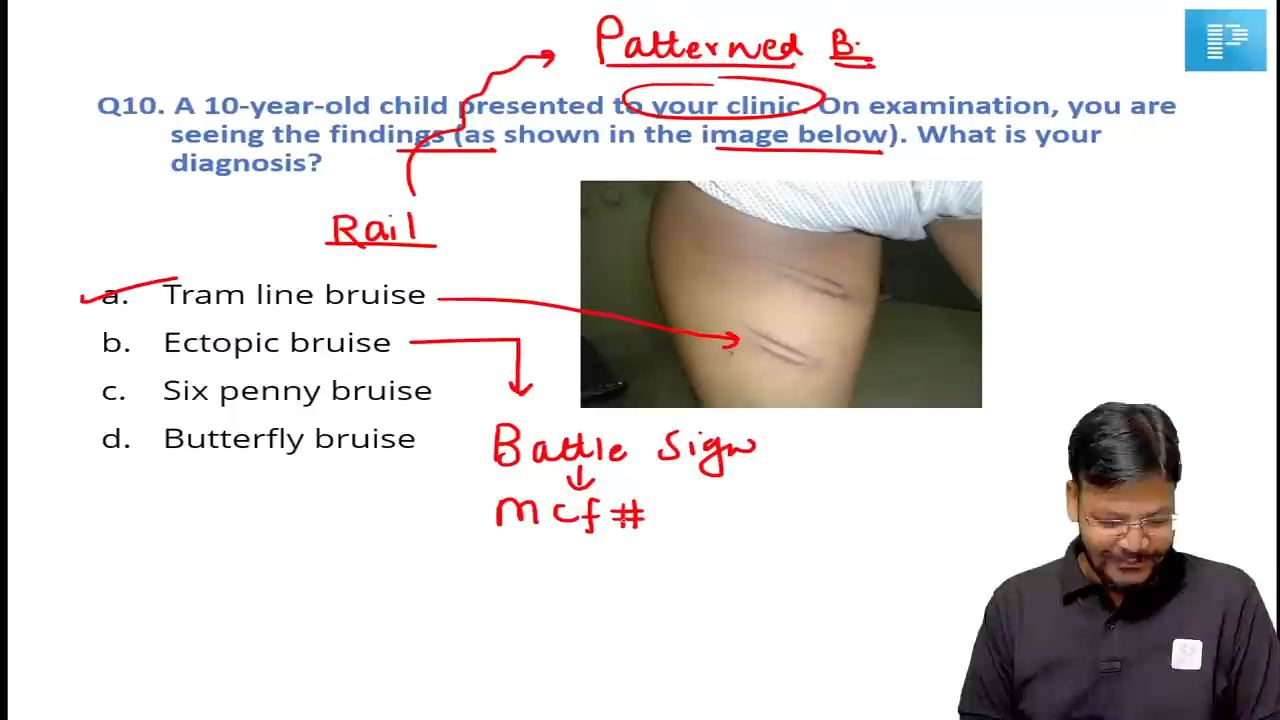 Patterned B.
Q10. A 10-year-old child presented to your clinic. On examination, you are
seeing the findings (as shown in the image below). What is your
diagnosis?
Rail
a. Tram line bruise
b. Ectopic bruise
c. Six penny bruise
d. Butterfly bruise
Battle Sign
MCf #